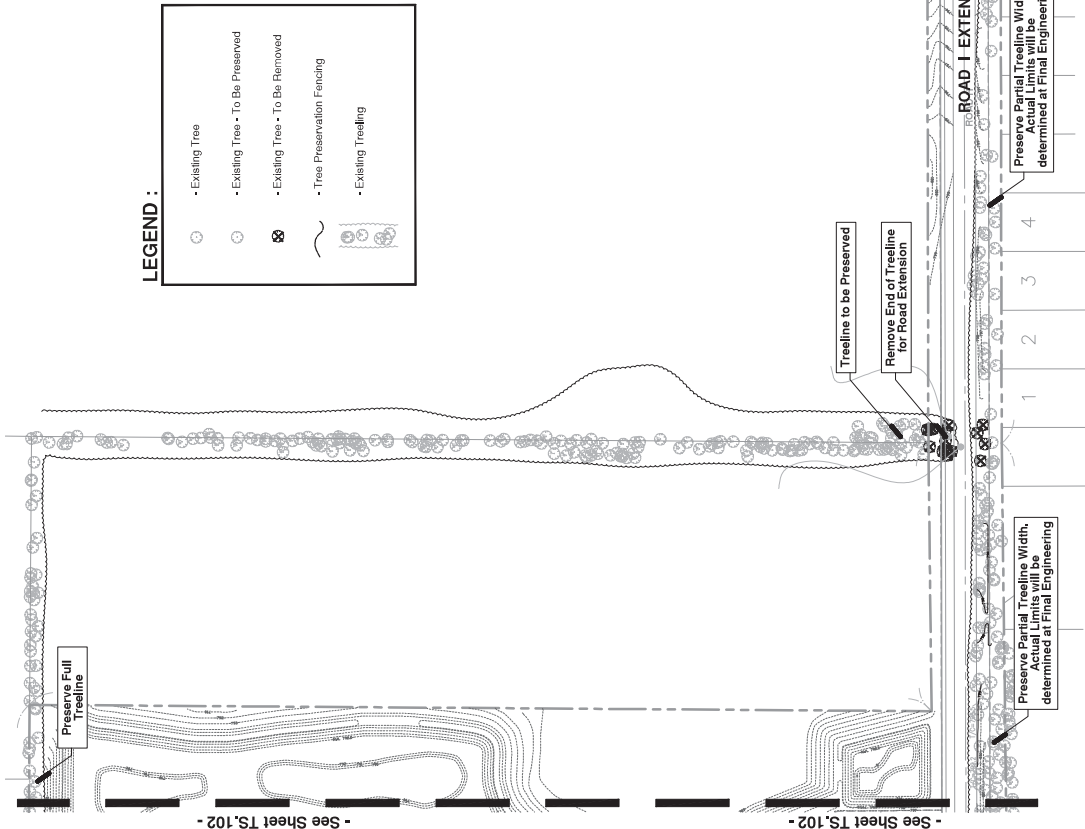 LEGEND :
- Existing Tree
- Existing Tree - To Be Preserved
- Existing Tree - To Be Removed
- Tree Preservation Fencing
- Existing Treeling
Preserve Full
Treeline
Treeline to be Preserved
Remove End of Treeline
for Road Extension
ROAD I EXTEN
Preserve Partial Treeline Wid
Actual Limits will be
determined at Final Engineeri
1
2
3
4
Preserve Partial Treeline Width.
Actual Limits will be
determined at Final Engineering
- See Sheet TS.102 -
- See Sheet TS.102 -